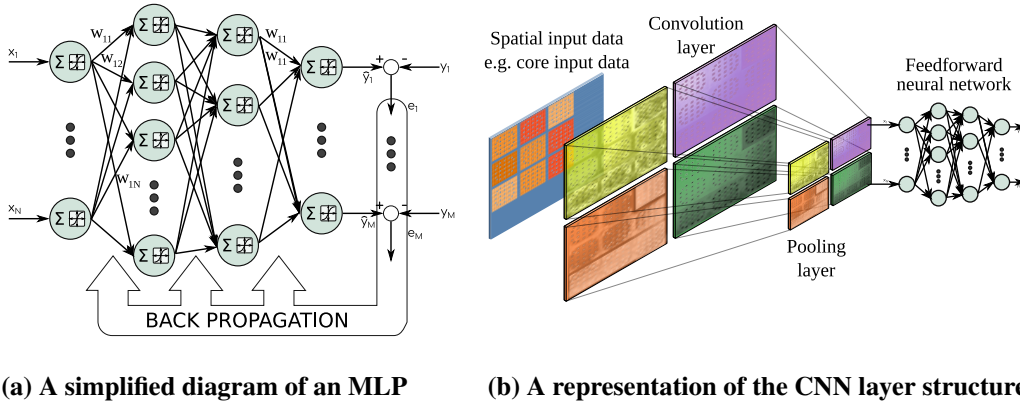 x₁
w₁₁
w₁₂
w₁N
xN
Σ
Σ
Σ
Σ
Σ
Σ
Σ
Σ
Σ
Σ
Σ
w₁₁
w₁₁
+
-
ŷ₁
y₁
e₁
+
-
ŷM
yM
eM
BACK PROPAGATION
(a) A simplified diagram of an MLP
Spatial input data
e.g. core input data
Convolution
layer
Pooling
layer
Feedforward
neural network
(b) A representation of the CNN layer structure